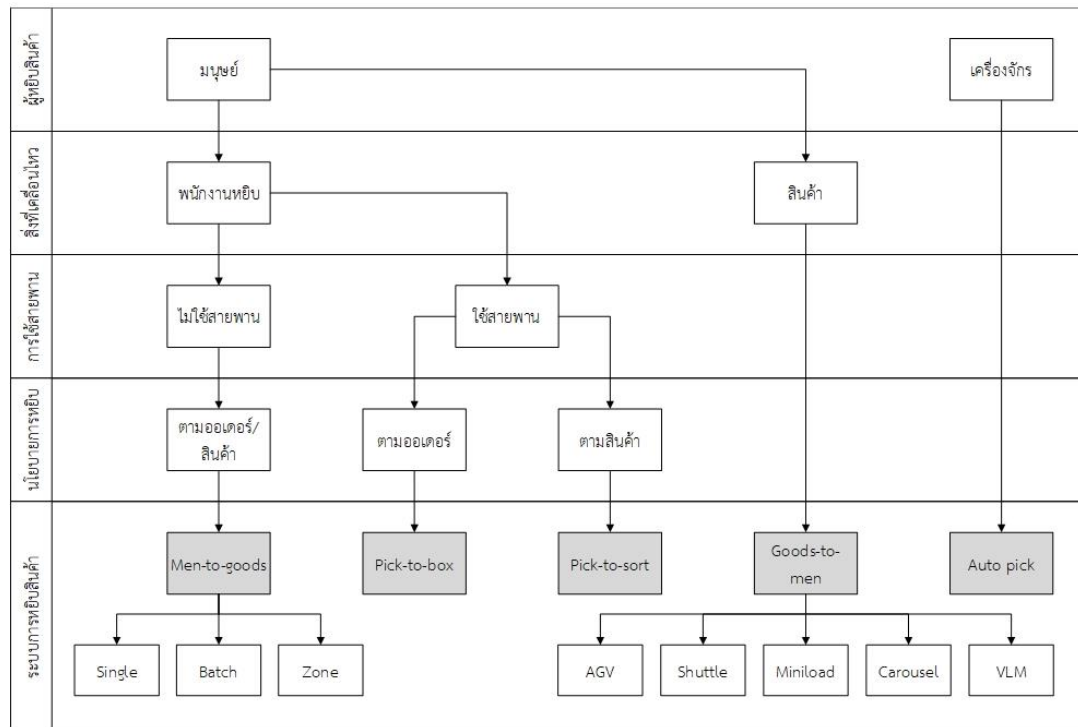 ผู้หยิบสินค้า
มนุษย์
เครื่องจักร
สิ่งที่เคลื่อนไหว
พนักงานหยิบ
สินค้า
การใช้สายพาน
ไม่ใช้สายพาน
ใช้สายพาน
นโยบายการหยิบ
ตามออเดอร์/
สินค้า
ตามออเดอร์
ตามสินค้า
ระบบการหยิบสินค้า
Men-to-goods
Pick-to-box
Pick-to-sort
Goods-to-
men
Auto pick
Single
Batch
Zone
AGV
Shuttle
Miniload
Carousel
VLM